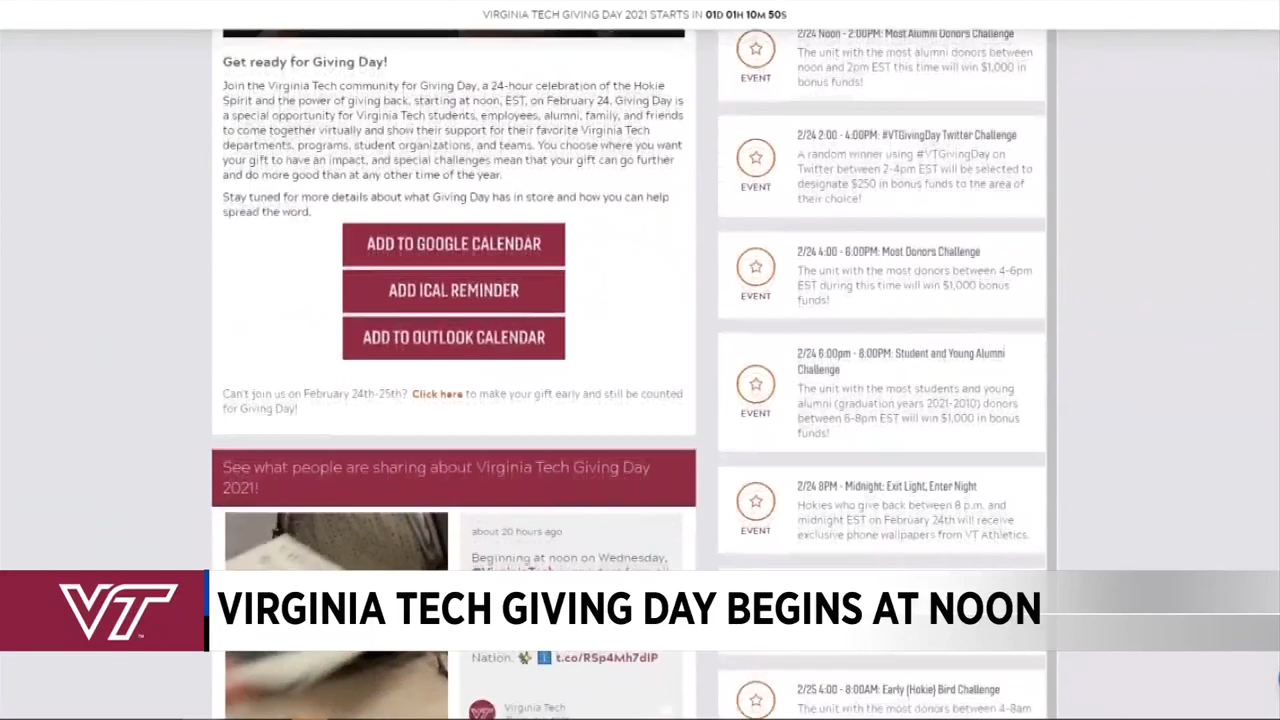 VIRGINIA TECH GIVING DAY 2021 STARTS IN 01D 01H 10M 50S
Get ready for Giving Day!
Join the Virginia Tech community for Giving Day, a 24-hour celebration of the Hokie
Spirit and the power of giving back, starting at noon, EST, on February 24. Giving Day is
a special opportunity for Virginia Tech students, employees, alumni, family, and friends
to come together virtually and show their support for their favorite Virginia Tech
departments, programs, student organizations, and teams. You choose where you want
your gift to have an impact, and special challenges mean that your gift can go further
and do more good than at any other time of the year.
Stay tuned for more details about what Giving Day has in store and how you can help
spread the word.
ADD TO GOOGLE CALENDAR
ADD ICAL REMINDER
ADD TO OUTLOOK CALENDAR
Can't join us on February 24th-25th? Click here to make your gift early and still be counted
for Giving Day!
See what people are sharing about Virginia Tech Giving Day
2021!
about 20 hours ago
Beginning at noon on Wednesday,
Nation. t.co/RSp4Mh7dIP
Virginia Tech
2/24 Noon - 2:00PM: Most Alumni Donors Challenge
The unit with the most alumni donors between
noon and 2pm EST this time will win $1,000 in
bonus funds!
EVENT
2/24 2:00 - 4:00PM: #VTGivingDay Twitter Challenge
A random winner using #VTGivingDay on
Twitter between 2-4pm EST will be selected to
designate $250 in bonus funds to the area of
their choice!
EVENT
2/24 4:00 - 6:00PM: Most Donors Challenge
The unit with the most donors between 4-6pm
EST during this time will win $1,000 bonus
funds!
EVENT
2/24 6:00pm - 8:00PM: Student and Young Alumni
Challenge
The unit with the most students and young
alumni (graduation years 2021-2010) donors
between 6-8pm EST will win $1,000 in bonus
funds!
EVENT
2/24 8PM - Midnight: Exit Light, Enter Night
Hokies who give back between 8 p.m. and
midnight EST on February 24th will receive
exclusive phone wallpapers from VT Athletics.
EVENT
VT
VIRGINIA TECH GIVING DAY BEGINS AT NOON
2/25 4:00 - 8:00AM: Early (Hokie) Bird Challenge
The unit with the most donors between 4-8am
EVENT